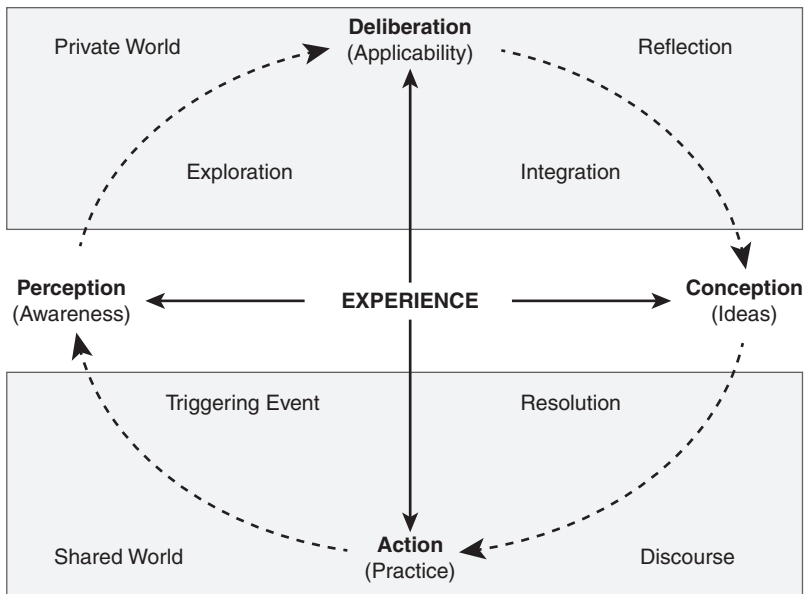 Private World
Deliberation
(Applicability)
Reflection
Exploration
Integration
Perception
(Awareness)
EXPERIENCE
Conception
(Ideas)
Triggering Event
Resolution
Shared World
Action
(Practice)
Discourse